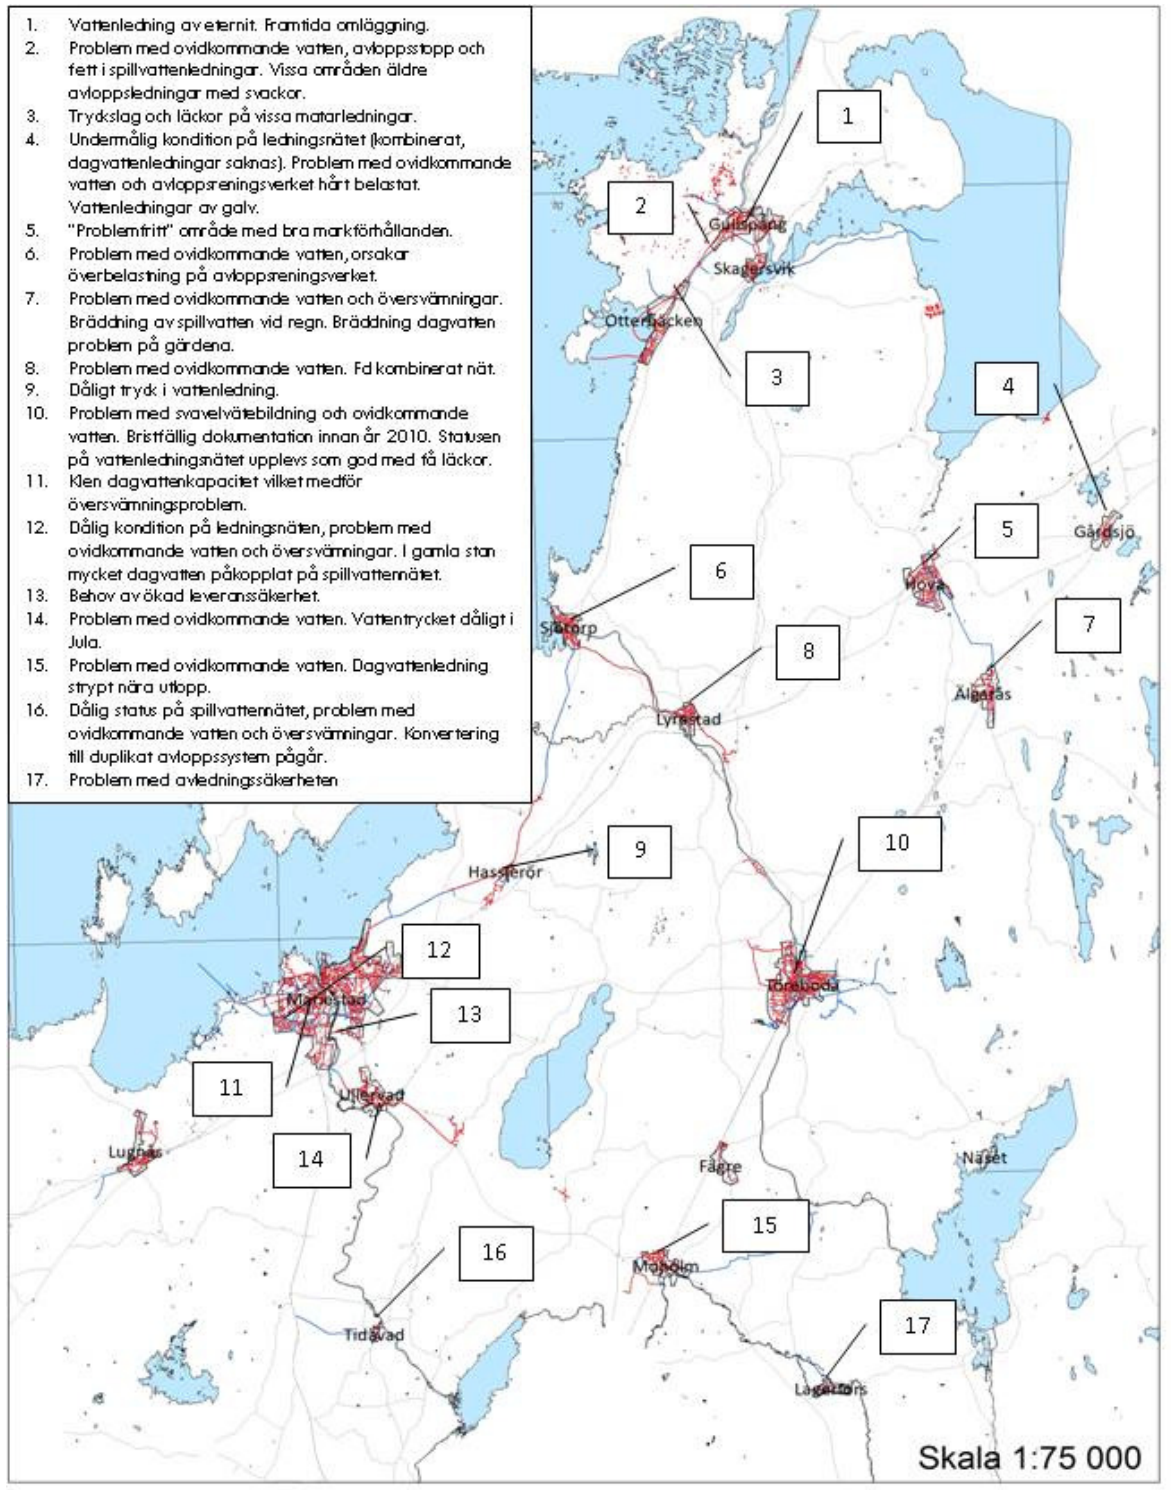 1. Vattenledning av eternit. Framtida omläggning.
2. Problem med ovidkommande vatten, avloppsstopp och
fett i spillvattenledningar. Vissa områden äldre
avloppsledningar med svackor.
3. Tryckslag och läckor på vissa matarledningar.
4. Undermålig kondition på ledningsnätet (kombinerat,
dagvattenledningar saknas). Problem med ovidkommande
vatten och avloppsreningsverket hårt belastat.
Vattenledningar av galv.
5. "Problemfritt" område med bra markförhållanden.
6. Problem med ovidkommande vatten, orsakar
överbelastning på avloppsreningsverket.
7. Problem med ovidkommande vatten och översvämningar.
Bräddning av spillvatten vid regn. Bräddning dagvatten
problem på gärdena.
8. Problem med ovidkommande vatten. Fd kombinerat nät.
9. Dåligt tryck i vattenledning.
10. Problem med svavelvätebildning och ovidkommande
vatten. Bristfällig dokumentation innan år 2010. Statusen
på vattenledningsnätet upplevs som god med få läckor.
11. Klen dagvattenkapacitet vilket medför
översvämningsproblem.
12. Dålig kondition på ledningsnäten, problem med
ovidkommande vatten och översvämningar. I gamla stan
mycket dagvatten påkopplat på spillvattennätet.
13. Behov av ökad leveranssäkerhet.
14. Problem med ovidkommande vatten. Vattentrycket dåligt i
Jula.
15. Problem med ovidkommande vatten. Dagvattenledning
strypt nära utlopp.
16. Dålig status på spillvattennätet, problem med
ovidkommande vatten och översvämningar. Konvertering
till duplikat avloppssystem pågår.
17. Problem med avledningssäkerheten
1
2
Gullspång
Skagersvik
Otterbäcken
3
4
5
Gårdsjö
6
Hova
Sjötorp
7
8
Älgarås
Lyrestad
10
9
Hasslerör
12
Mariestad
Töreboda
13
11
Ullervad
Lugnås
14
Fägre
Näset
15
16
Moholm
17
Tidavad
Lagerfors
Skala 1:75 000